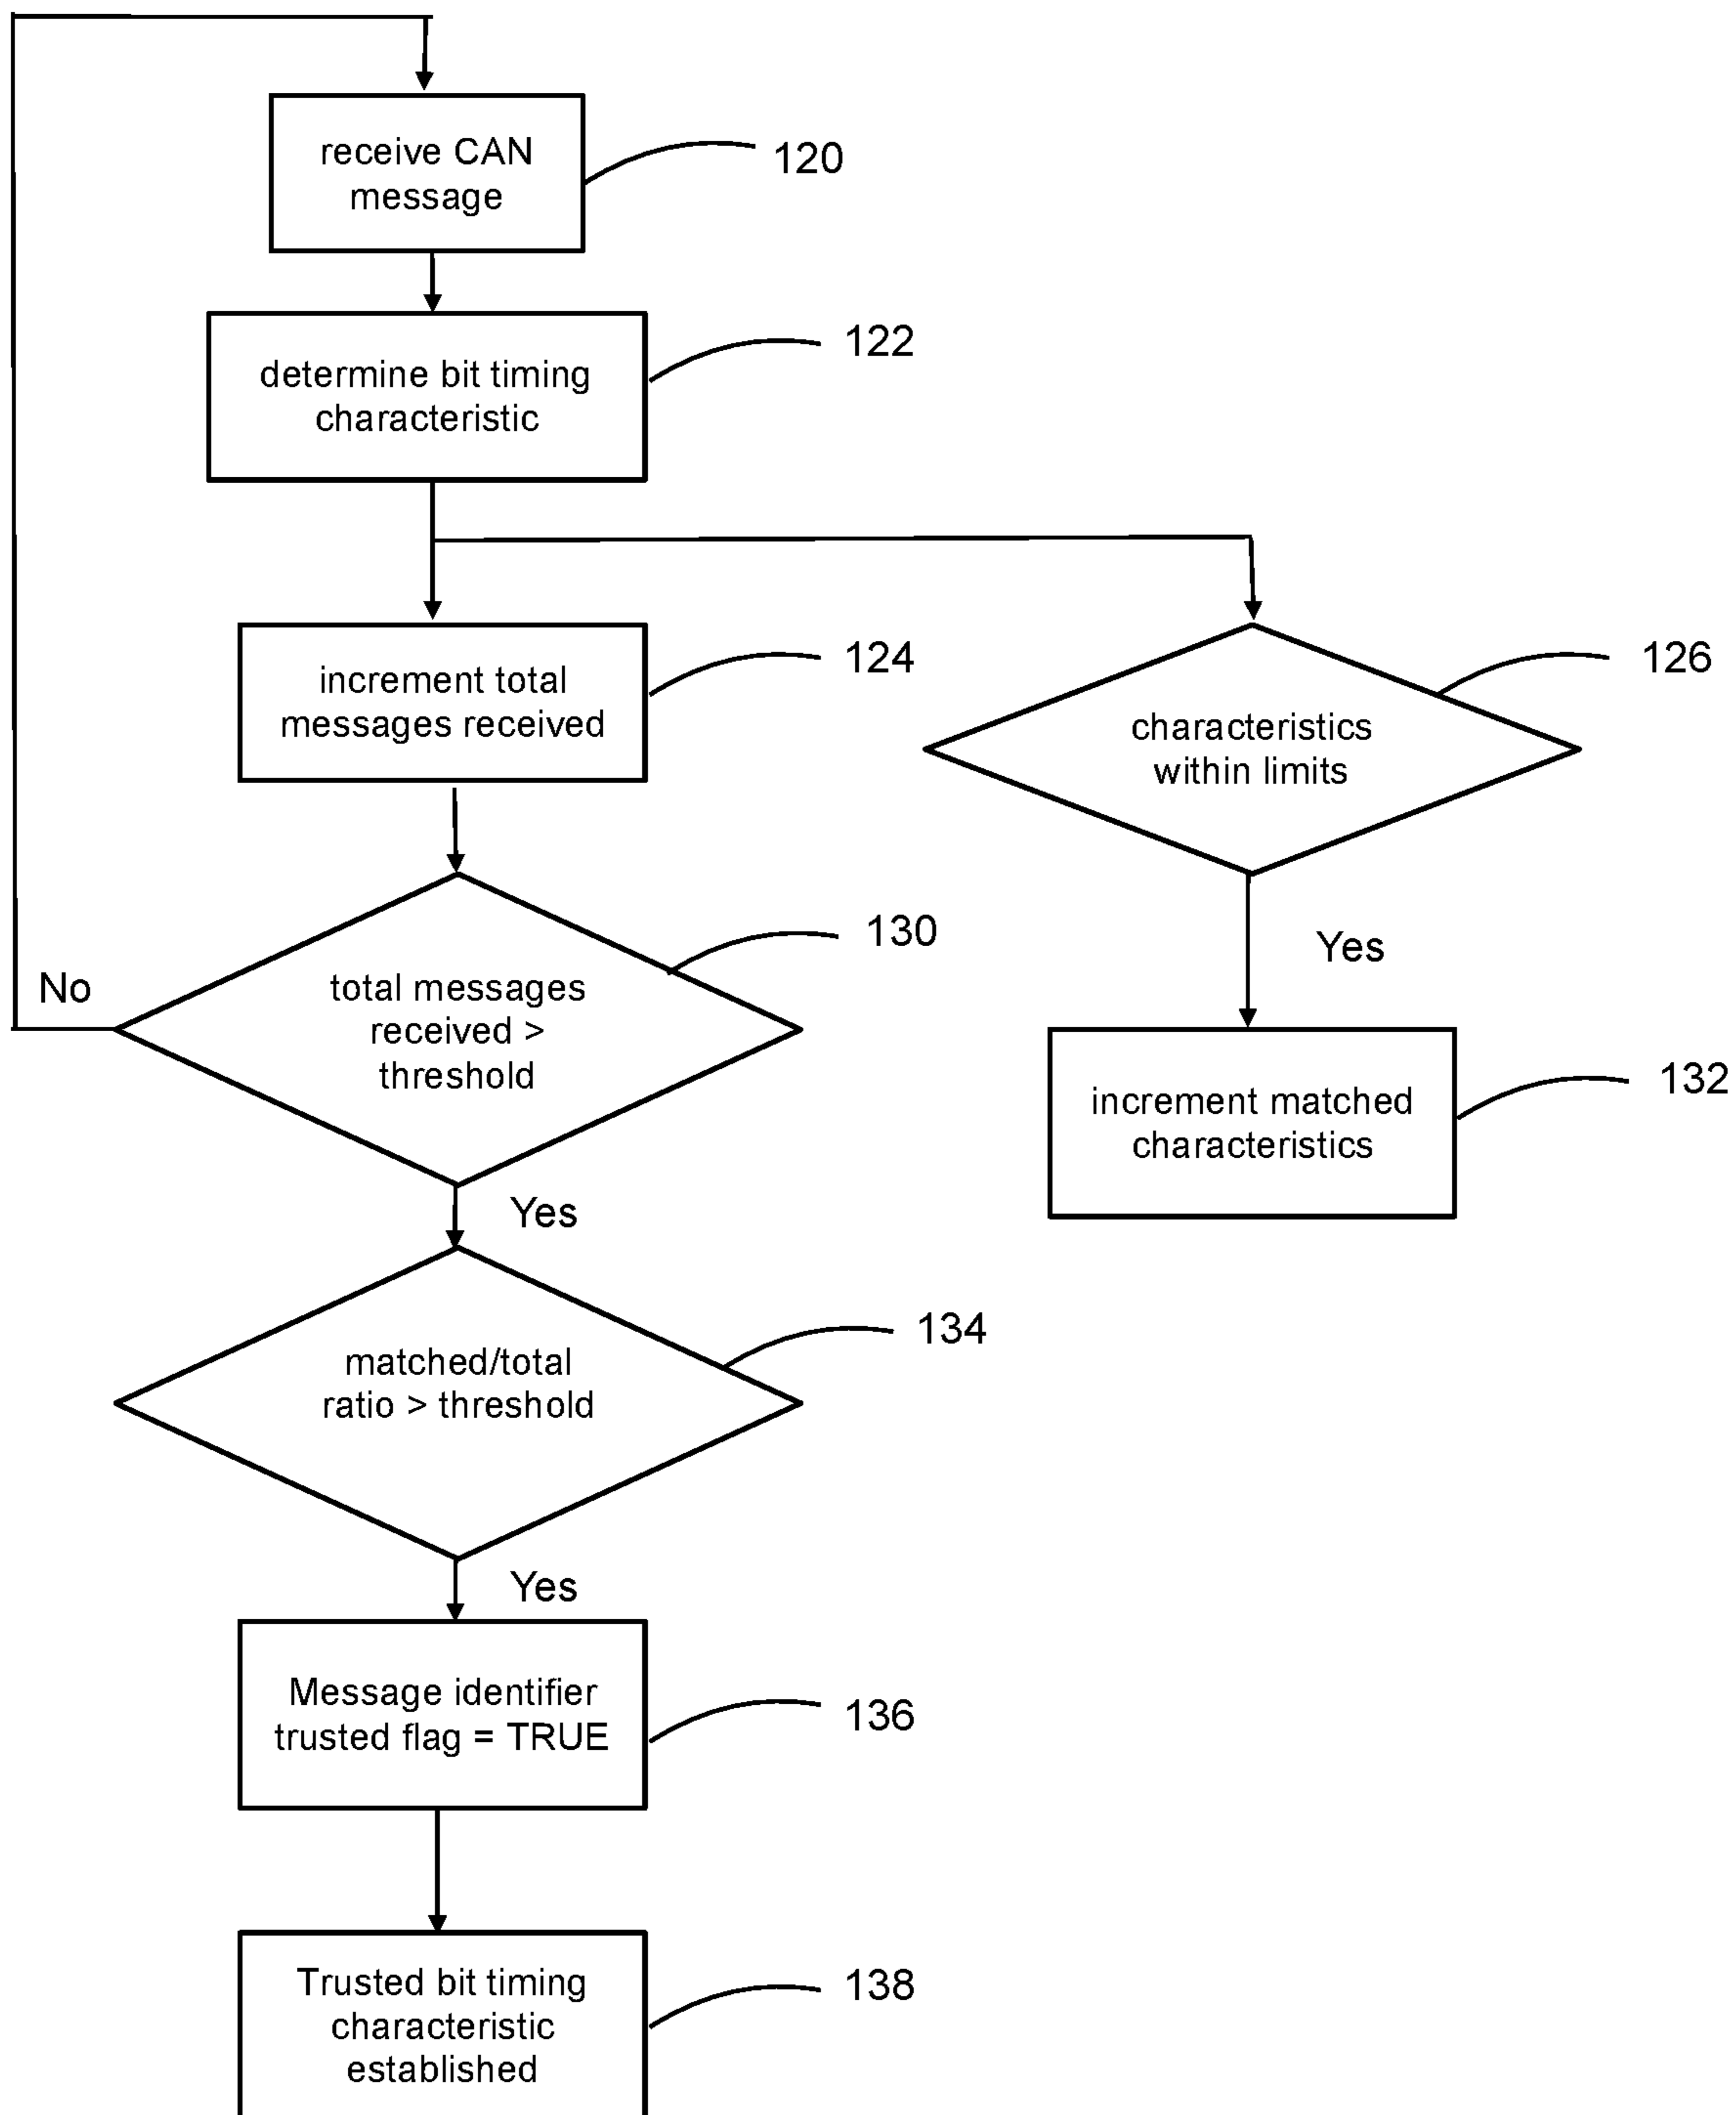 receive CAN
message
120
determine bit timing
characteristic
122
increment total
messages received
124
characteristics
within limits
126
total messages
received >
threshold
130
No
Yes
Yes
increment matched
characteristics
132
matched/total
ratio > threshold
134
Yes
Message identifier
trusted flag = TRUE
136
Trusted bit timing
characteristic
established
138